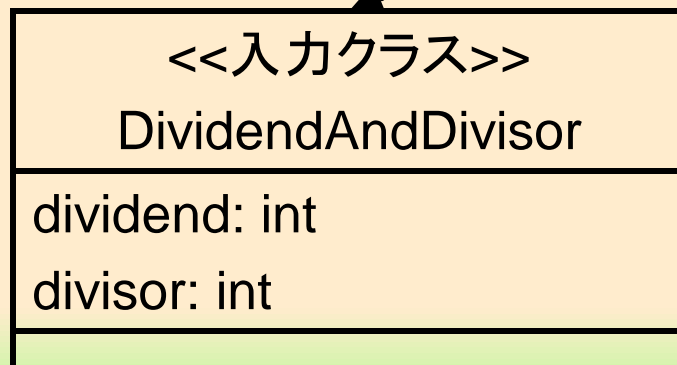 <<入力クラス>>
DividendAndDivisor
dividend: int
divisor: int